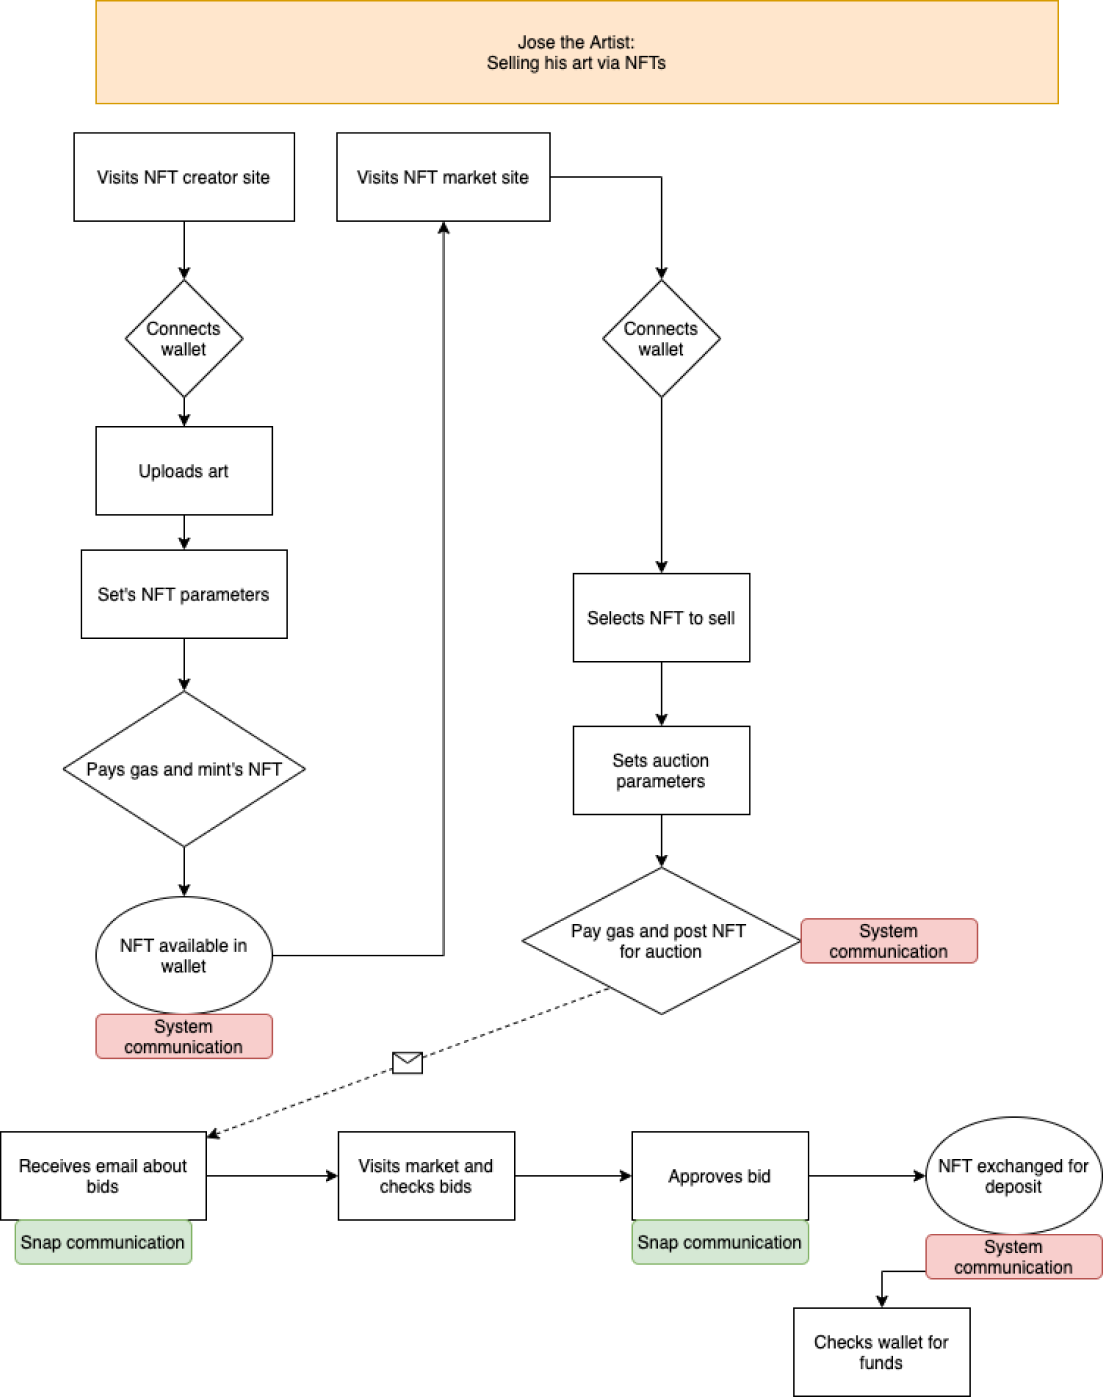 Jose the Artist:
Selling his art via NFTs
Visits NFT creator site
Connects
wallet
Uploads art
Set's NFT parameters
Pays gas and mint's NFT
NFT available in
wallet
System
communication
Visits NFT market site
Connects
wallet
Selects NFT to sell
Sets auction
parameters
Pay gas and post NFT
for auction
System
communication
Receives email about
bids
Snap communication
Visits market and
checks bids
Approves bid
Snap communication
NFT exchanged for
deposit
System
communication
Checks wallet for
funds